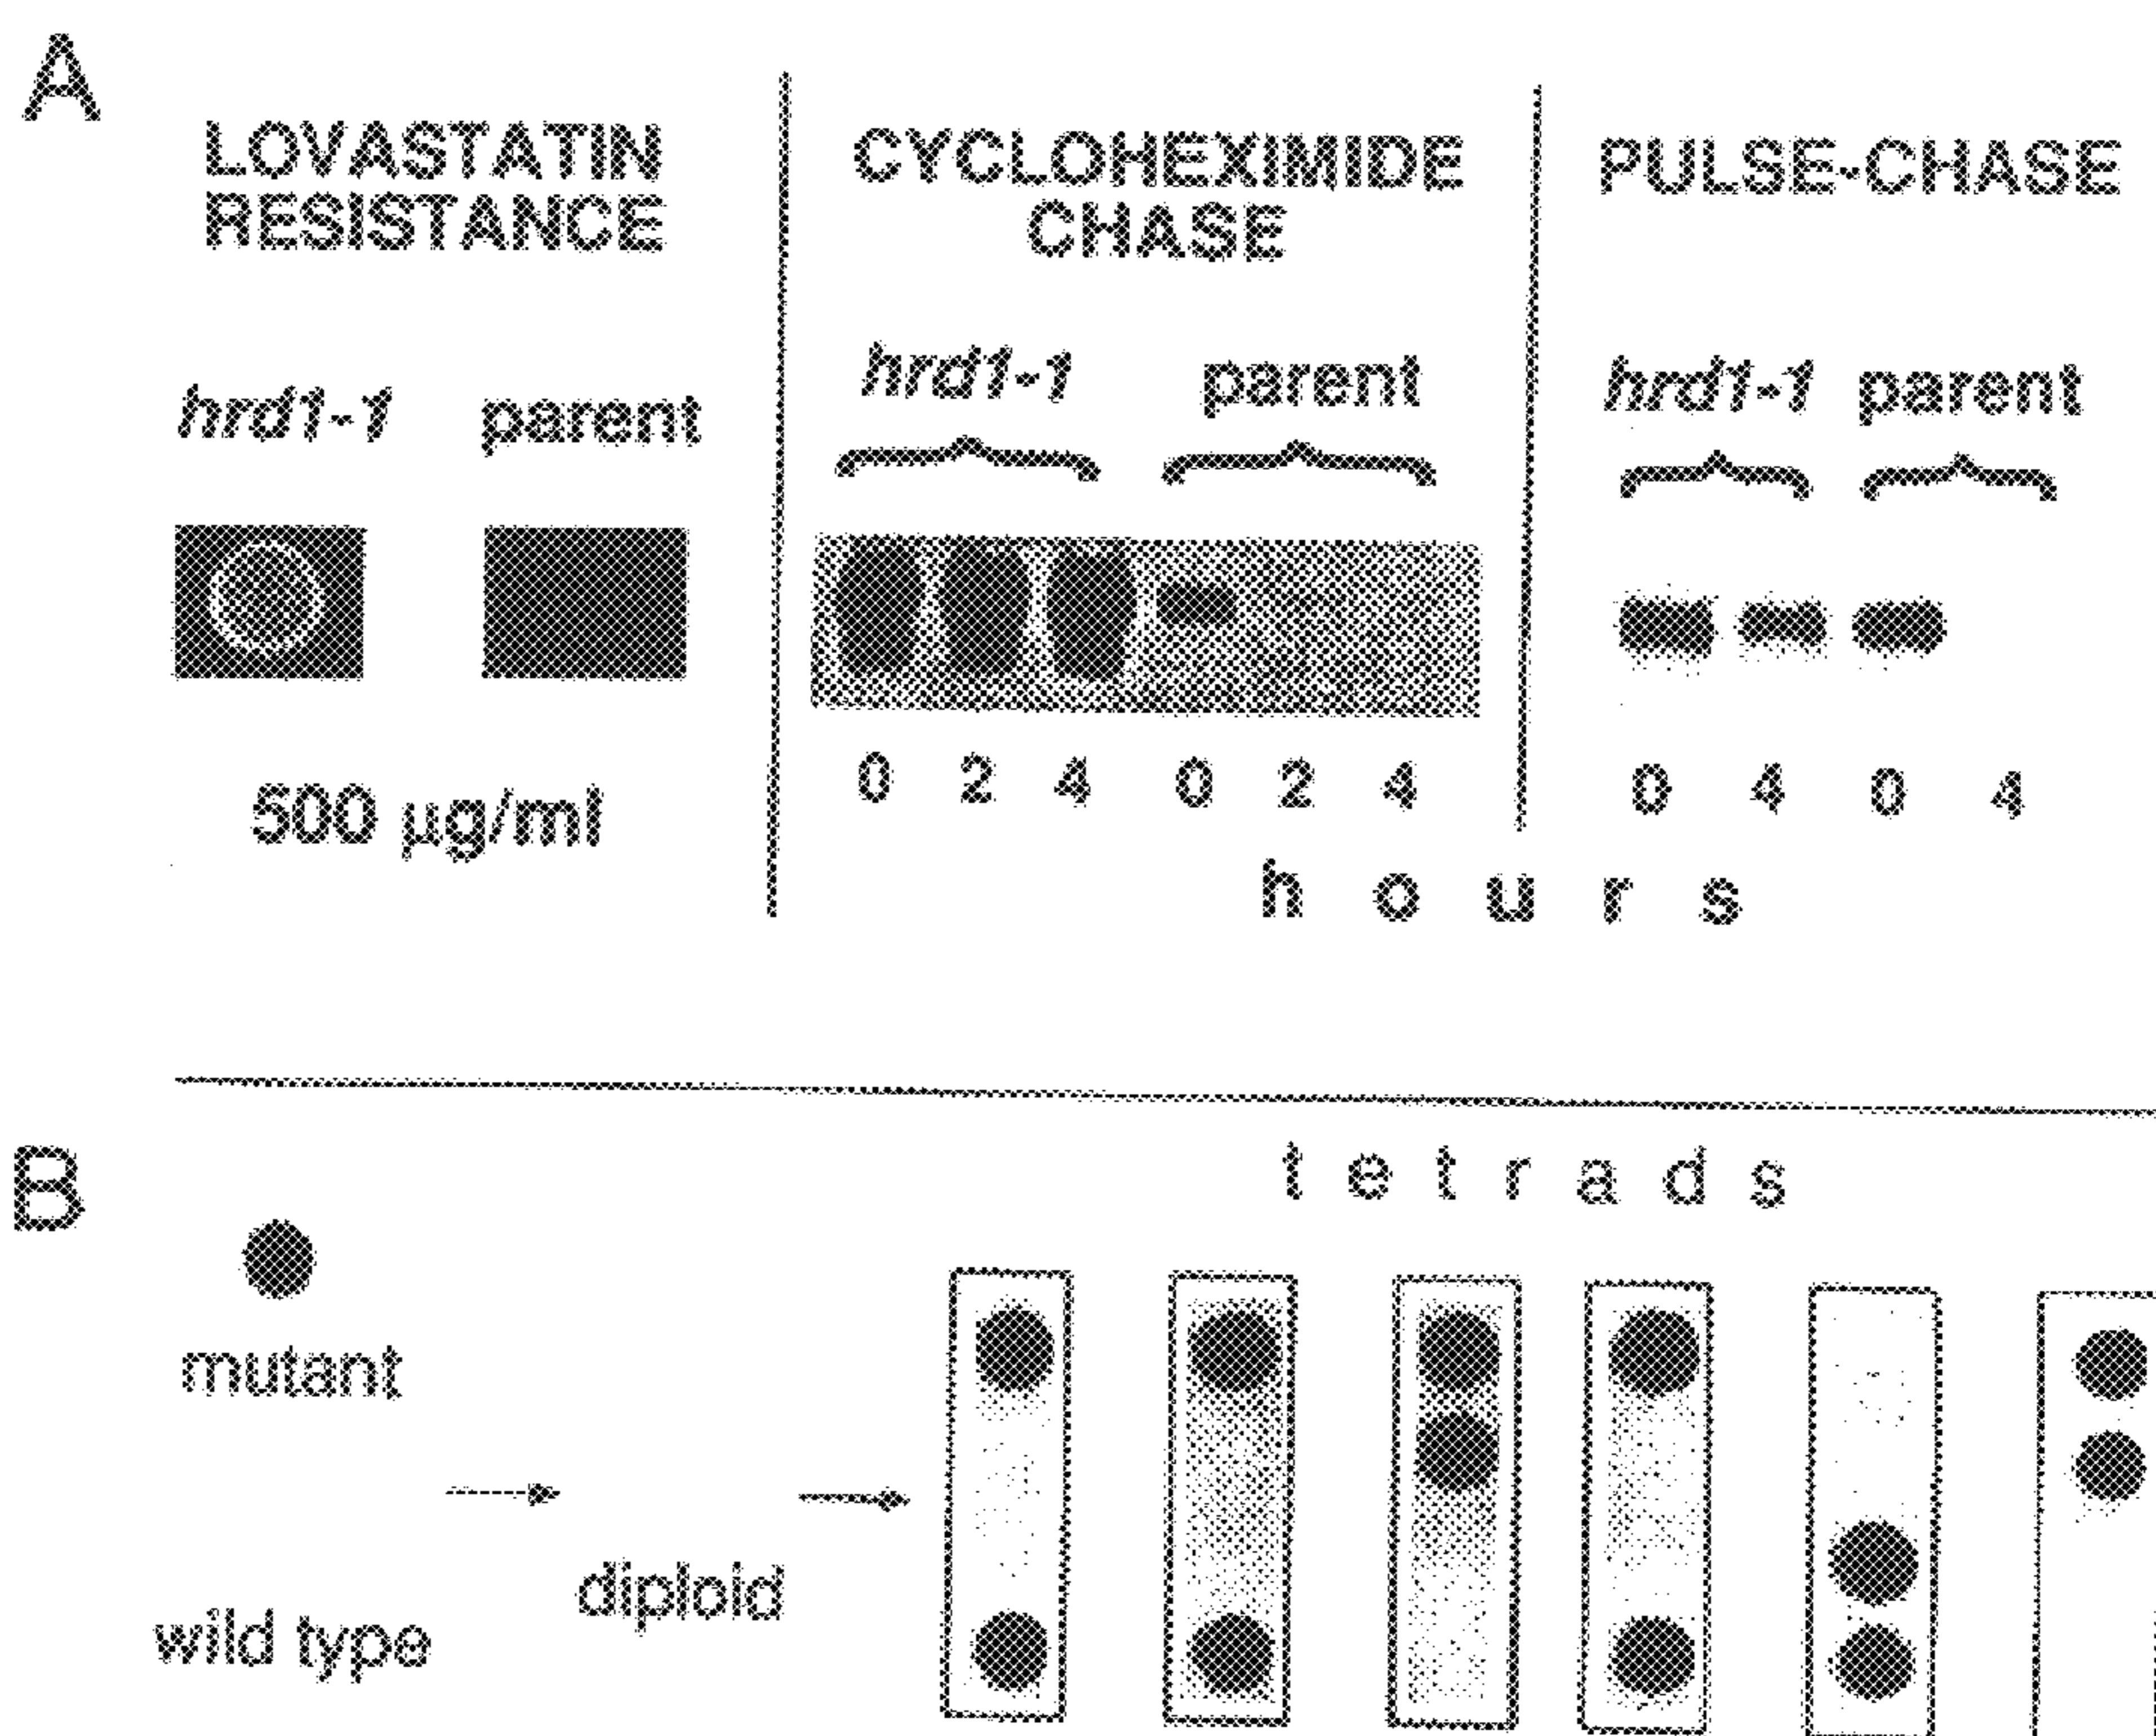 A
LOVASTATIN
RESISTANCE
CYCLOHEXIMIDE
CHASE
PULSE-CHASE
hrd1-1 parent
hrd1-1 parent
hrd1-1 parent
500 µg/ml
0 2 4 0 2 4
0 4 0 4
hours
B
tetrads
mutant
diploid
wild type